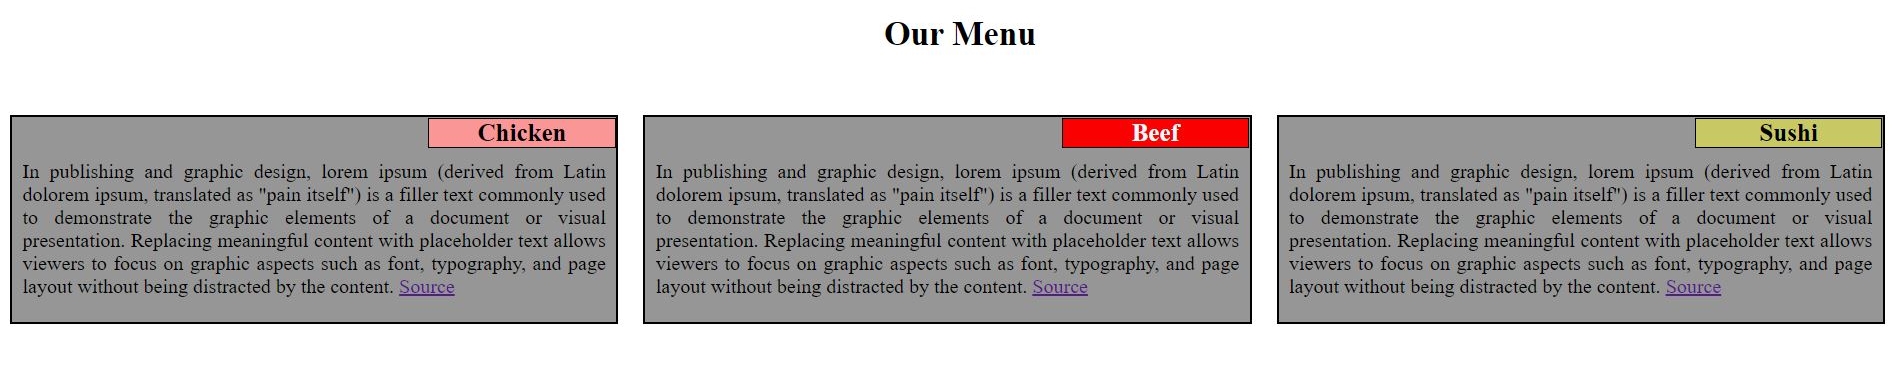 Our Menu
Chicken
In publishing and graphic design, lorem ipsum (derived from Latin
dolorem ipsum, translated as "pain itself") is a filler text commonly used
to demonstrate the graphic elements of a document or visual
presentation. Replacing meaningful content with placeholder text allows
viewers to focus on graphic aspects such as font, typography, and page
layout without being distracted by the content. Source
Beef
In publishing and graphic design, lorem ipsum (derived from Latin
dolorem ipsum, translated as "pain itself") is a filler text commonly used
to demonstrate the graphic elements of a document or visual
presentation. Replacing meaningful content with placeholder text allows
viewers to focus on graphic aspects such as font, typography, and page
layout without being distracted by the content. Source
Sushi
In publishing and graphic design, lorem ipsum (derived from Latin
dolorem ipsum, translated as "pain itself") is a filler text commonly used
to demonstrate the graphic elements of a document or visual
presentation. Replacing meaningful content with placeholder text allows
viewers to focus on graphic aspects such as font, typography, and page
layout without being distracted by the content. Source